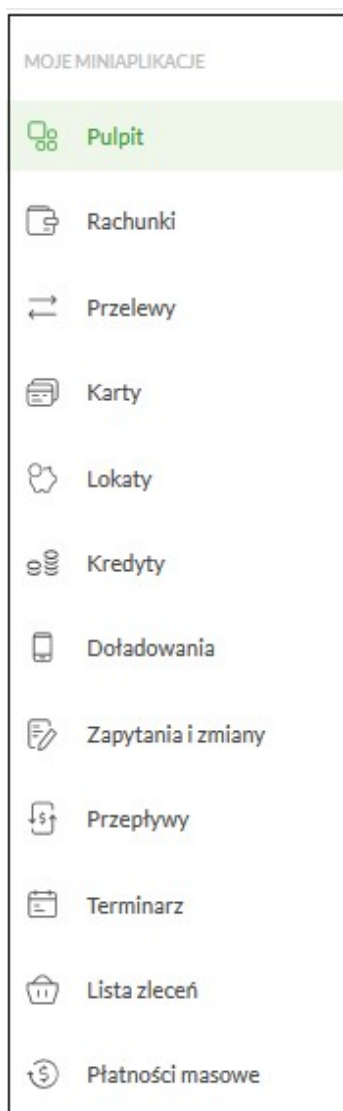 MOJE MINIAPLIKACJE
Pulpit
Rachunki
Przelewy
Karty
Lokaty
Kredyty
Doładowania
Zapytania i zmiany
Przepływy
Terminarz
Lista zleceń
Płatności masowe